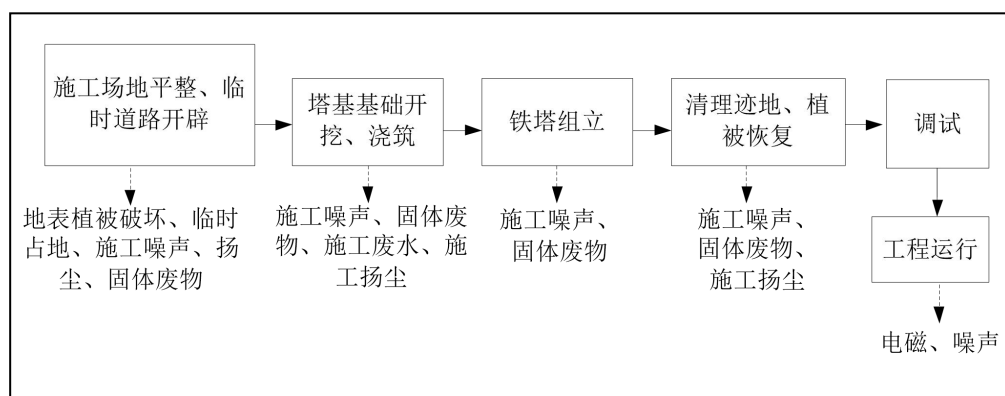 施工场地平整、临
时道路开辟
塔基基础开
挖、浇筑
铁塔组立
清理迹地、植
被恢复
调试
地表植被破坏、临时
占地、施工噪声、扬
尘、固体废物
施工噪声、固体废
物、施工废水、施
工扬尘
施工噪声、
固体废物
施工噪声、
固体废物、
施工扬尘
工程运行
电磁、噪声